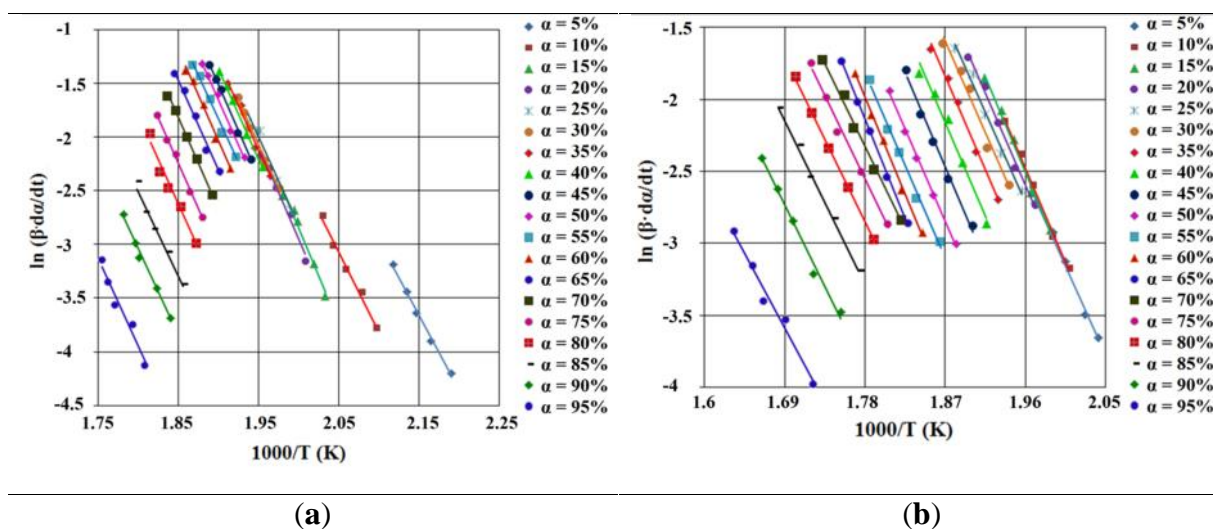 -1
-1.5
-2
-2.5
-3
-3.5
-4
-4.5
1.75 1.85 1.95 2.05 2.15 2.25
ln (β·dα/dt)
1000/T (K)
α = 5%
α = 10%
α = 15%
α = 20%
α = 25%
α = 30%
α = 35%
α = 40%
α = 45%
α = 50%
α = 55%
α = 60%
α = 65%
α = 70%
α = 75%
α = 80%
α = 85%
α = 90%
α = 95%
(a)
-1.5
-2
-2.5
-3
-3.5
-4
1.6 1.69 1.78 1.87 1.96 2.05
ln (β·dα/dt)
1000/T (K)
α = 5%
α = 10%
α = 15%
α = 20%
α = 25%
α = 30%
α = 35%
α = 40%
α = 45%
α = 50%
α = 55%
α = 60%
α = 65%
α = 70%
α = 75%
α = 80%
α = 85%
α = 90%
α = 95%
(b)